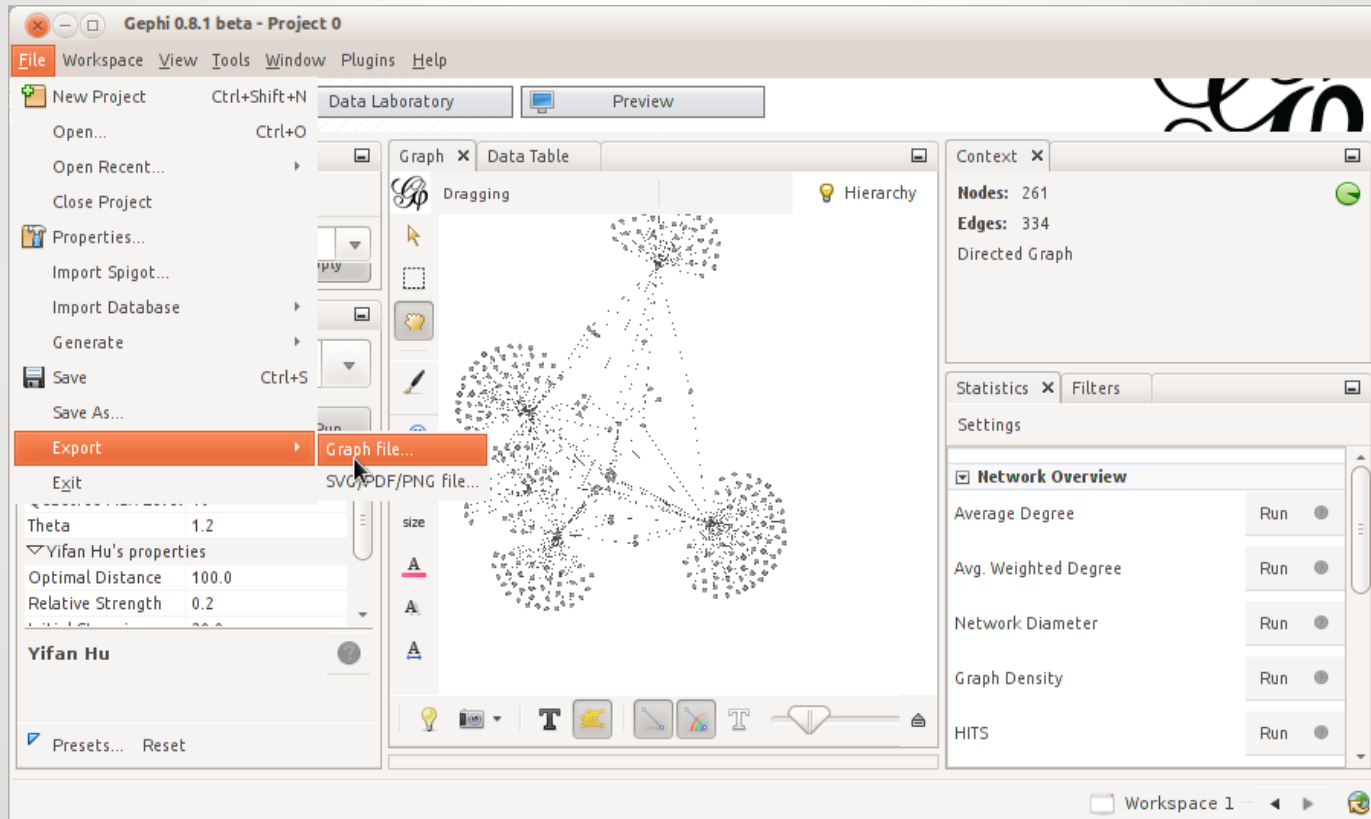 Gephi 0.8.1 beta - Project 0
File Workspace View Tools Window Plugins Help
New Project Ctrl+Shift+N
Open... Ctrl+O
Open Recent...
Close Project
Properties...
Import Spigot...
Import Database
Generate
Save Ctrl+S
Save As...
Export
Exit
Graph file...
SVG/PDF/PNG file...
Data Laboratory
Preview
Theta 1.2
Yifan Hu's properties
Optimal Distance 100.0
Relative Strength 0.2
Yifan Hu
Presets... Reset
Graph
Data Table
Dragging
Hierarchy
size
A
A
A
T
T
Context
Nodes: 261
Edges: 334
Directed Graph
Statistics
Filters
Settings
Network Overview
Average Degree Run
Avg. Weighted Degree Run
Network Diameter Run
Graph Density Run
HITS Run
Workspace 1